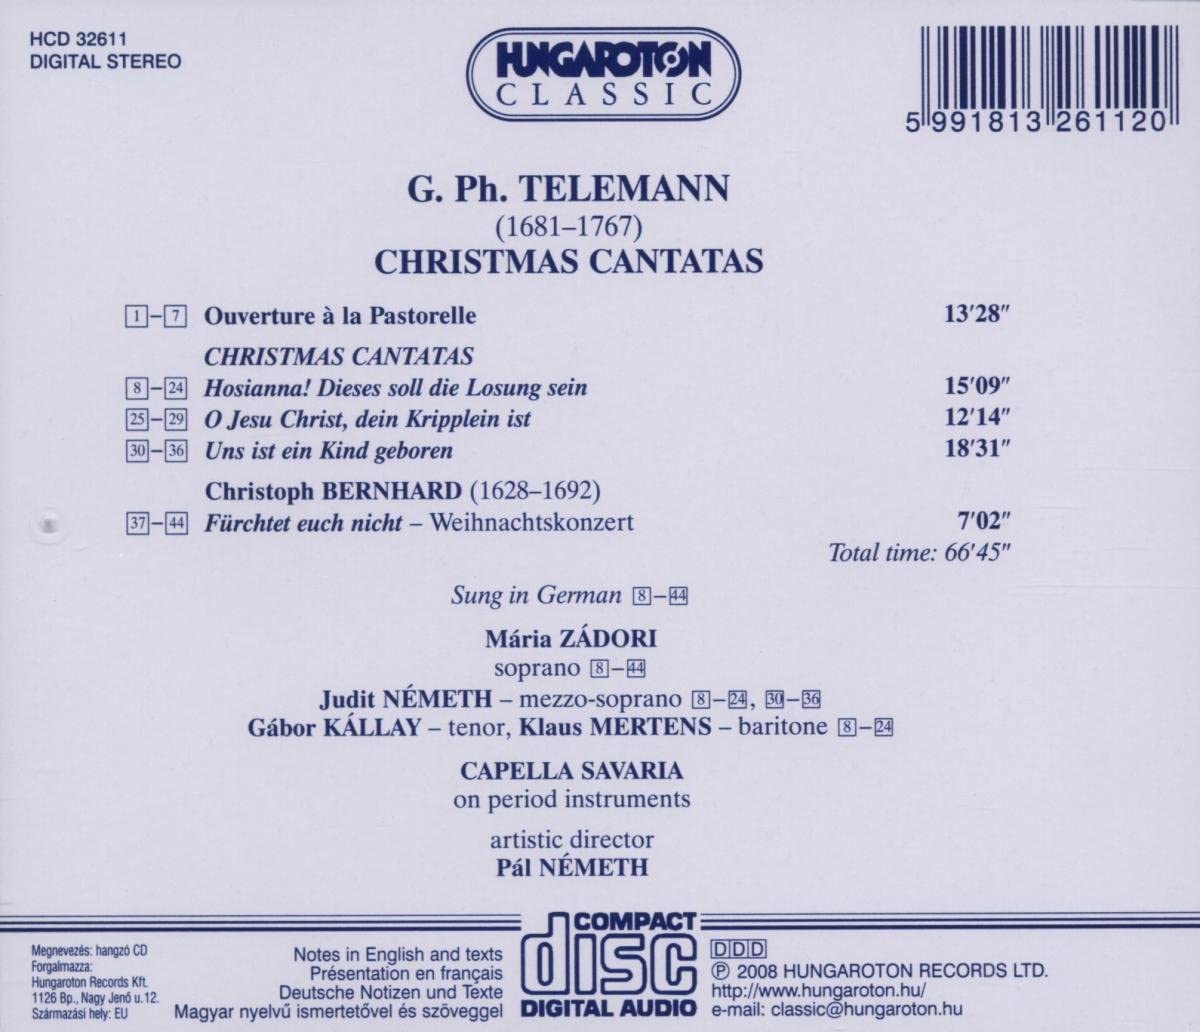 HCD 32611
DIGITAL STEREO
HUNGAROTON
CLASSIC
5 991813 261120
G. Ph. TELEMANN
(1681–1767)
CHRISTMAS CANTATAS
1–7 Ouverture à la Pastorelle 13′28″
CHRISTMAS CANTATAS
8–24 Hosianna! Dieses soll die Losung sein 15′09″
25–29 O Jesu Christ, dein Kripplein ist 12′14″
30–36 Uns ist ein Kind geboren 18′31″
Christoph BERNHARD (1628–1692)
37–44 Fürchtet euch nicht – Weihnachtskonzert 7′02″
Total time: 66′45″
Sung in German 8–44
Mária ZÁDORI
soprano 8–44
Judit NÉMETH – mezzo-soprano 8–24, 30–36
Gábor KÁLLAY – tenor, Klaus MERTENS – baritone 8–24
CAPELLA SAVARIA
on period instruments
artistic director
Pál NÉMETH
Megnevezés: hangzó CD
Forgalmazza:
Hungaroton Records Kft.
1126 Bp., Nagy Jenő u. 12.
Származási hely: EU
Notes in English and texts
Présentation en français
Deutsche Notizen und Texte
Magyar nyelvű ismertetővel és szöveggel
COMPACT
disc
DIGITAL AUDIO
DDD
℗ 2008 HUNGAROTON RECORDS LTD.
http://www.hungaroton.hu/
e-mail: classic@hungaroton.hu